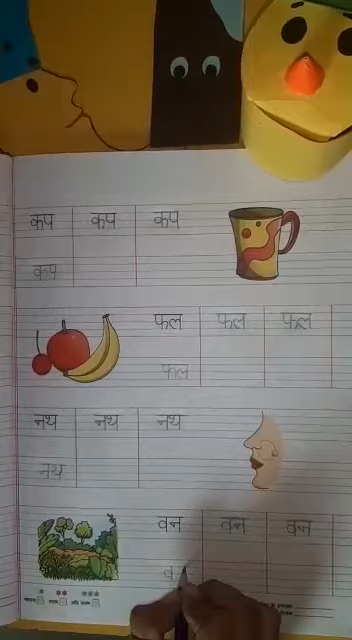 कप कप कप
कप
फल फल फल
फल
नथ नथ नथ
नथ
वन वन वन
व